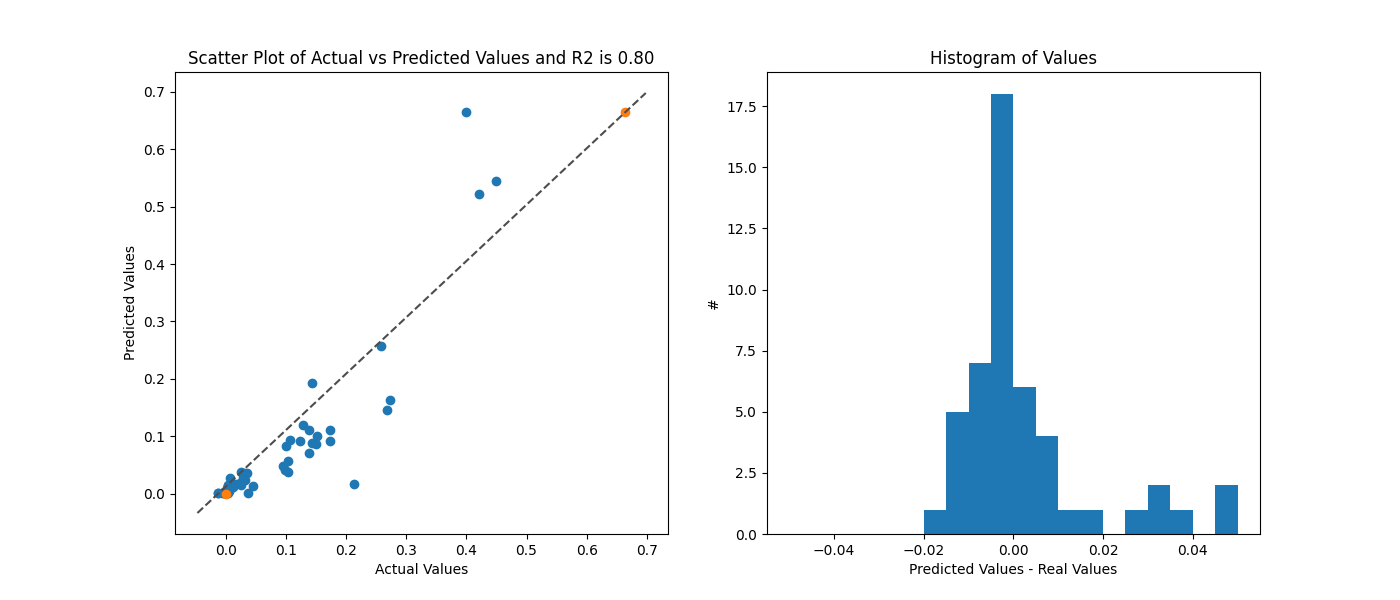 Scatter Plot of Actual vs Predicted Values and R2 is 0.80
0.7
0.6
0.5
0.4
0.3
0.2
0.1
0.0
Predicted Values
0.0 0.1 0.2 0.3 0.4 0.5 0.6 0.7
Actual Values
Histogram of Values
17.5
15.0
12.5
10.0
7.5
5.0
2.5
0.0
#
−0.04 −0.02 0.00 0.02 0.04
Predicted Values - Real Values